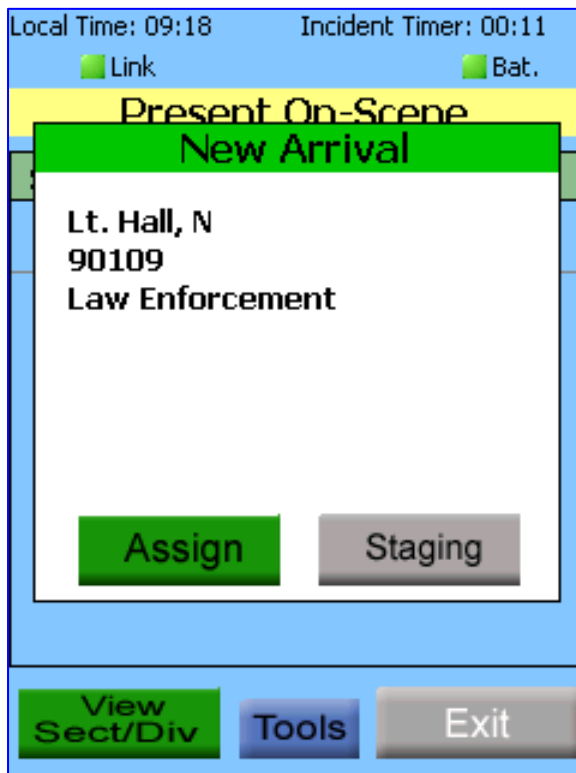 Local Time: 09:18 Incident Timer: 00:11
Link Bat.
Present On-Scene
New Arrival
Lt. Hall, N
90109
Law Enforcement
Assign Staging
View
Sect/Div Tools Exit